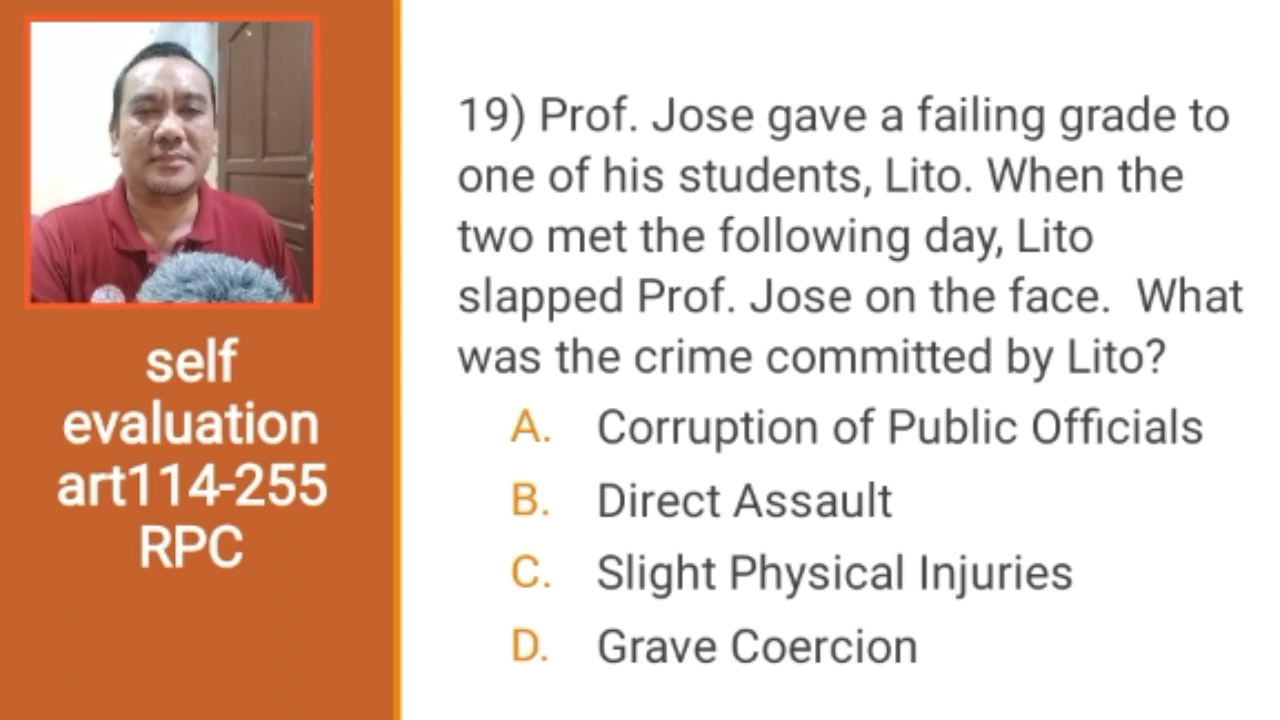 self
evaluation
art114-255
RPC
19) Prof. Jose gave a failing grade to
one of his students, Lito. When the
two met the following day, Lito
slapped Prof. Jose on the face. What
was the crime committed by Lito?
A. Corruption of Public Officials
B. Direct Assault
C. Slight Physical Injuries
D. Grave Coercion